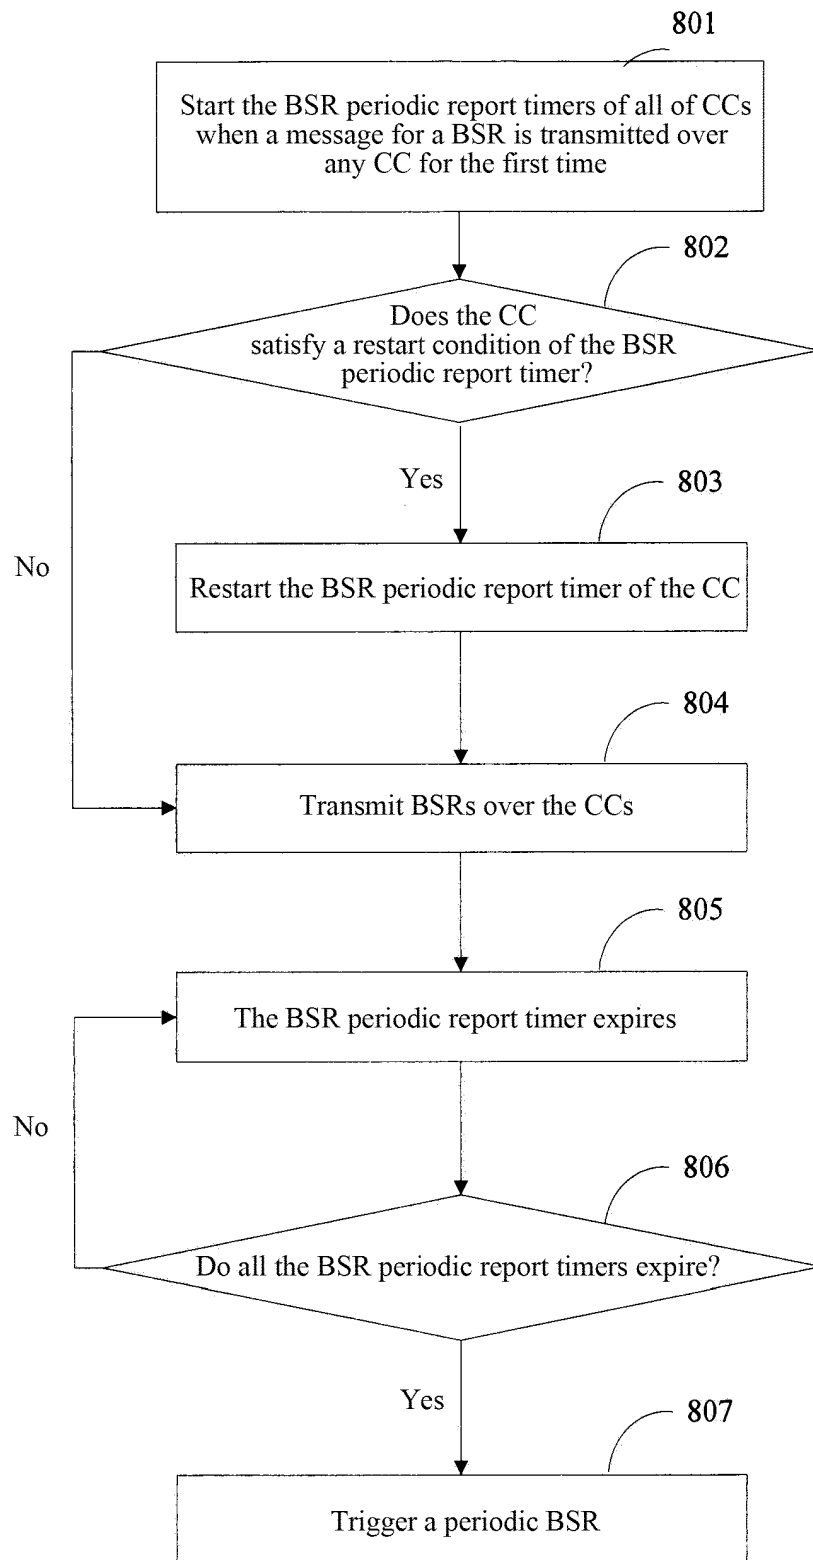 801
Start the BSR periodic report timers of all of CCs
when a message for a BSR is transmitted over
any CC for the first time
802
Does the CC
satisfy a restart condition of the BSR
periodic report timer?
Yes
803
No
Restart the BSR periodic report timer of the CC
804
Transmit BSRs over the CCs
805
The BSR periodic report timer expires
No
806
Do all the BSR periodic report timers expire?
Yes
807
Trigger a periodic BSR